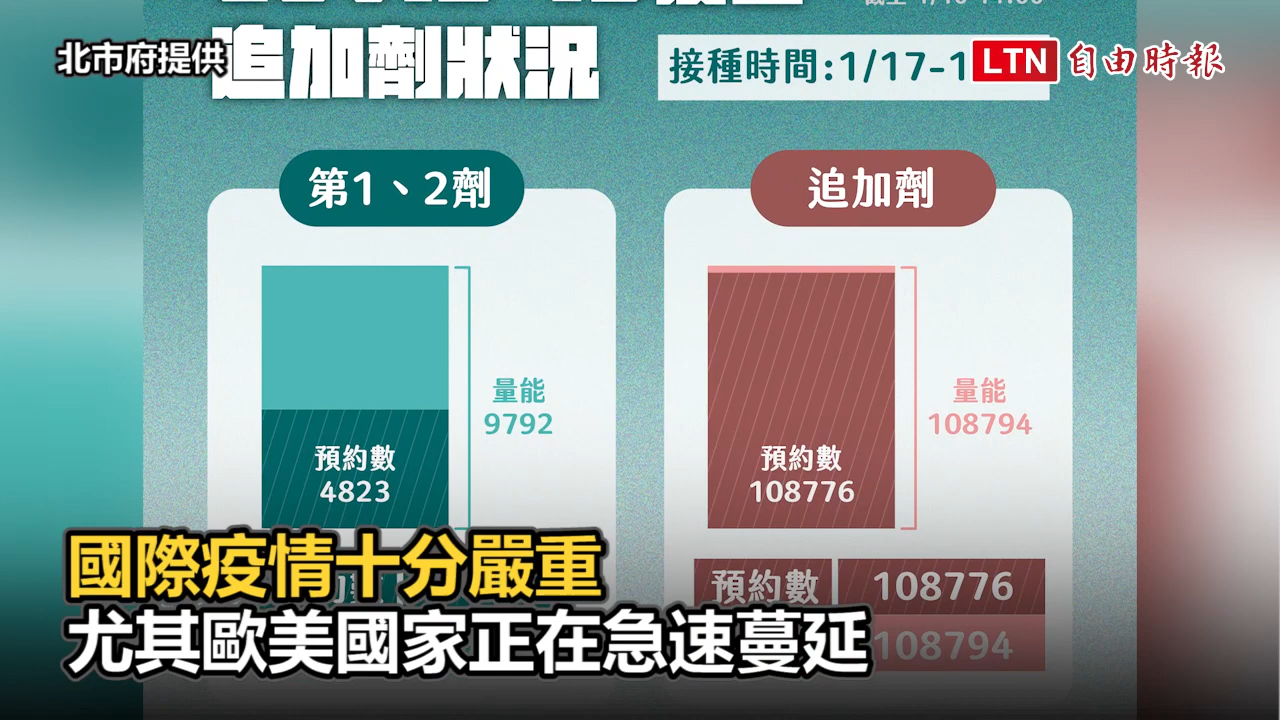 北市府提供
追加劑狀況
接種時間:1/17-1
LTN 自由時報
第1、2劑
追加劑
量能
9792
預約數
4823
量能
108794
預約數
108776
預約數 108776
108794
國際疫情十分嚴重
尤其歐美國家正在急速蔓延